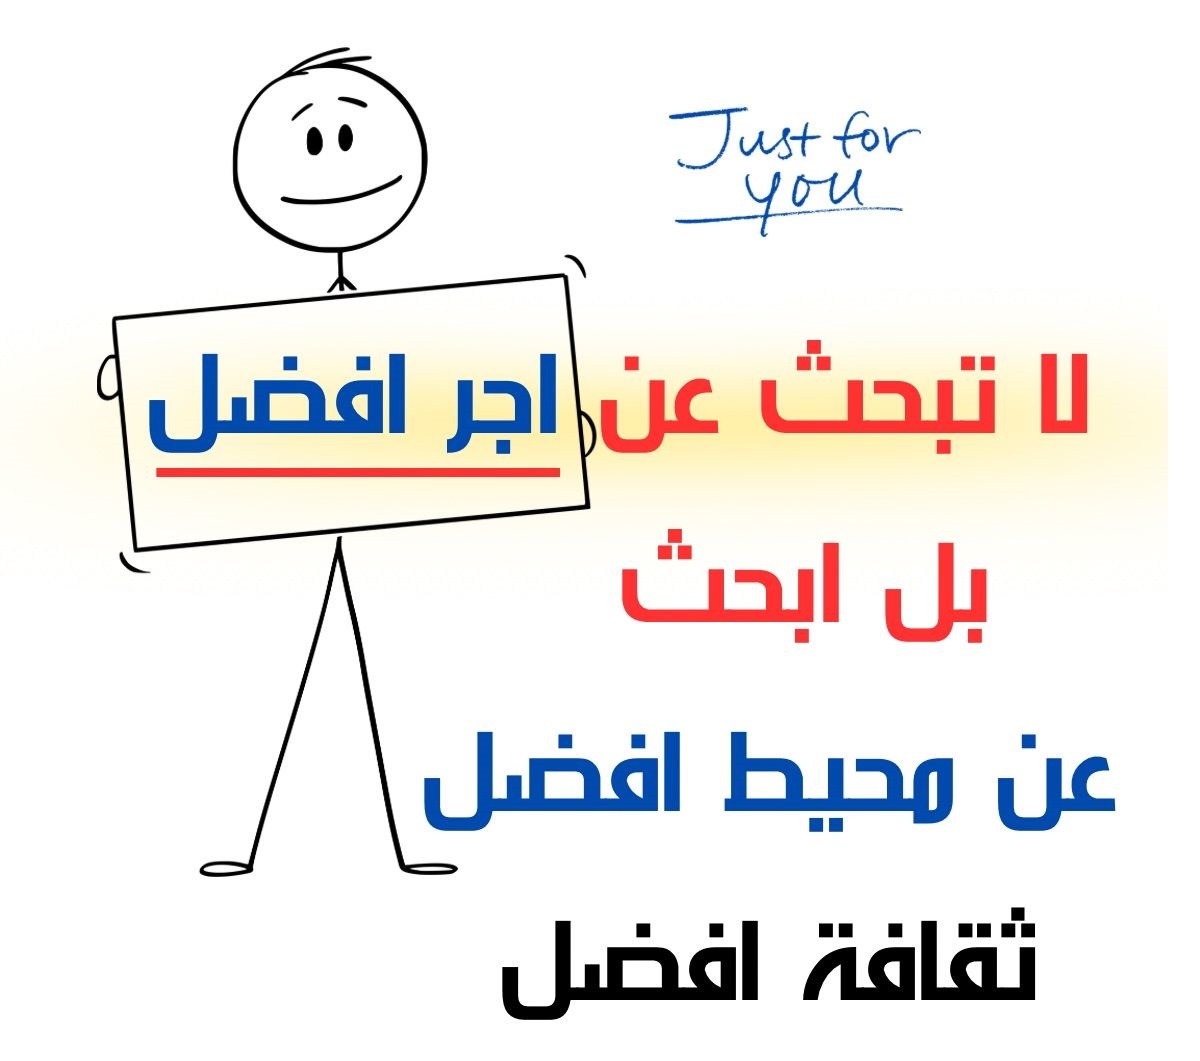 Just for
you
لا تبحث عن اجر افضل
بل ابحث
عن محيط افضل
ثقافة افضل